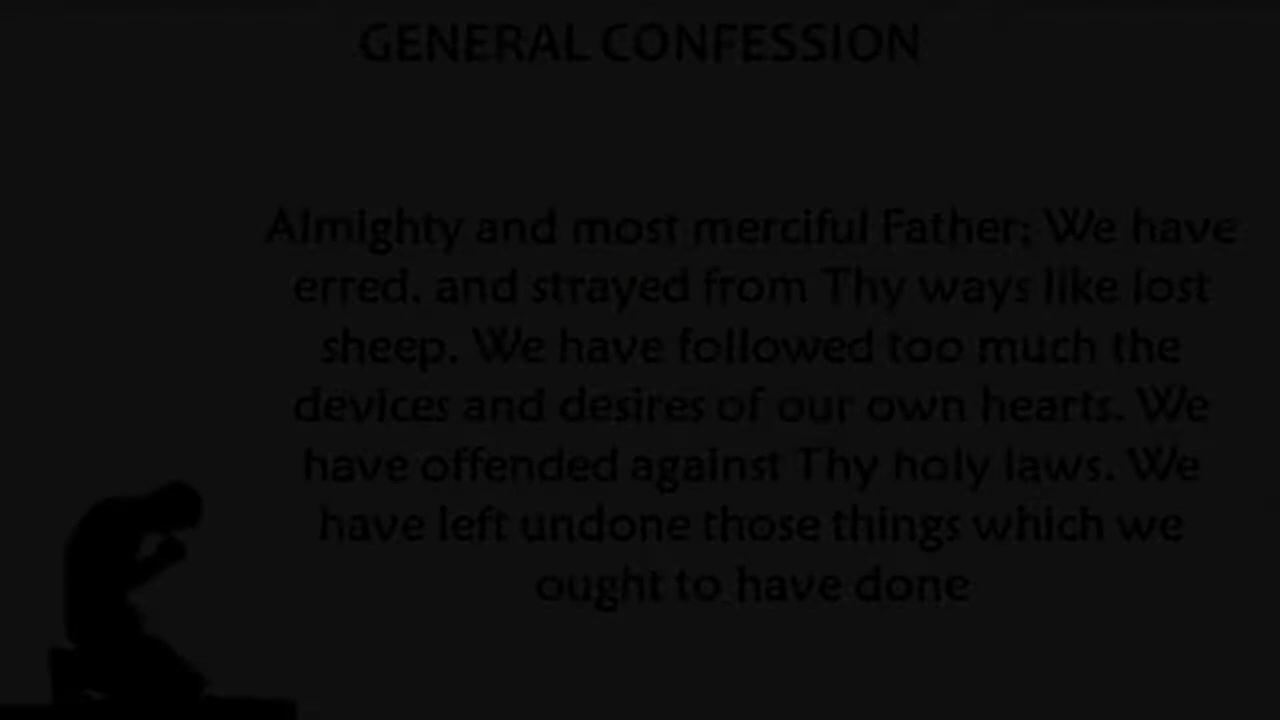 GENERAL CONFESSION
Almighty and most merciful Father; We have
erred, and strayed from Thy ways like lost
sheep. We have followed too much the
devices and desires of our own hearts. We
have offended against Thy holy laws. We
have left undone those things which we
ought to have done